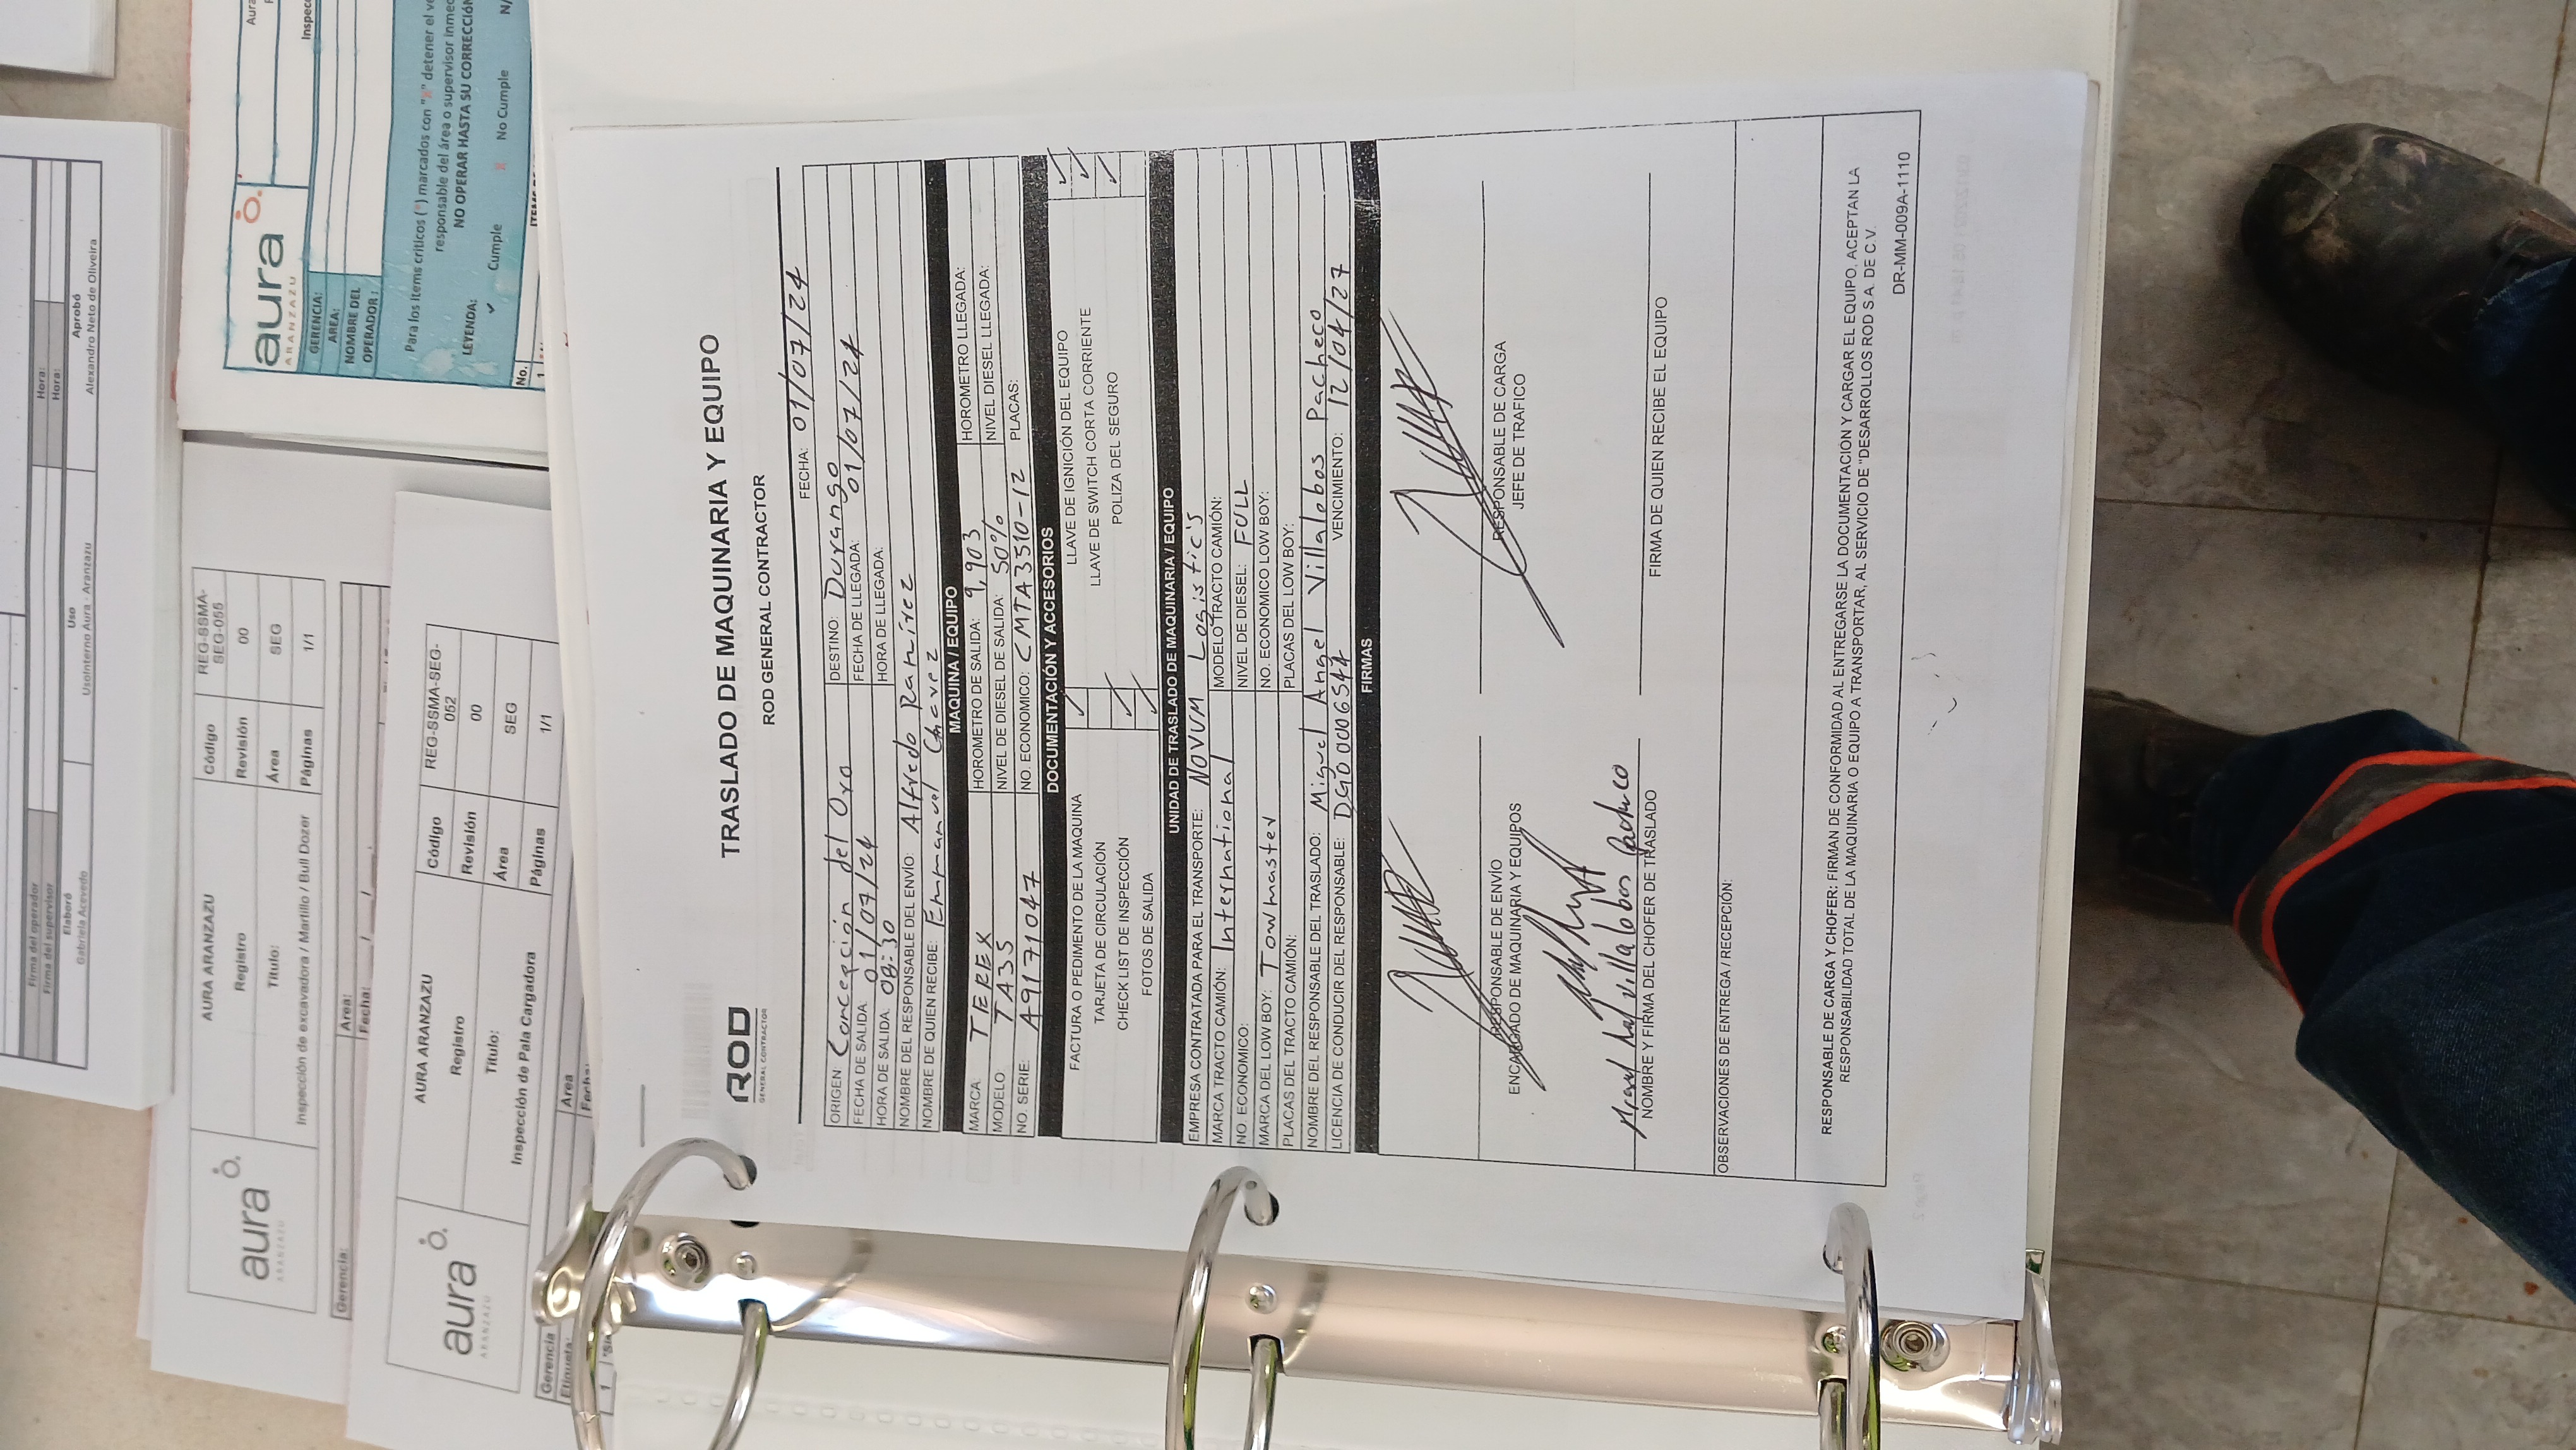 Firma del operador
Hora:
Firma del supervisor
Hora:
Elaboró
Uso
Aprobó
Gabriela Acevedo
UsoInterno Aura - Aranzazu
Alexandro Neto de Oliveira
aura
ARANZAZU
AURA ARANZAZU
Registro
Título:
Inspección de excavadora / Martillo / Bull Dozer
Código
REG-SSMA-
SEG-055
Revisión
00
Área
SEG
Páginas
1/1
Gerencia:
Área:
Fecha: / /
aura
ARANZAZU
Aura
Inspec
GERENCIA:
AREA:
NOMBRE DEL
OPERADOR :
Para los Items criticos (*) marcados con "x" detener el ve
responsable del área o supervisor inmed
NO OPERAR HASTA SU CORRECCIÓN
LEYENDA:
✓ Cumple
x No Cumple
N/
No.
1
aura
ARANZAZU
AURA ARANZAZU
Registro
Título:
Inspección de Pala Cargadora
Código
REG-SSMA-SEG-
052
Revisión
00
Área
SEG
Páginas
1/1
Gerencia
Área
Etiqueta:
Fecha:
1
ROD
GENERAL CONTRACTOR
TRASLADO DE MAQUINARIA Y EQUIPO
ROD GENERAL CONTRACTOR
FECHA: 01/07/24
ORIGEN: Concepción del Oro
DESTINO: Durango
FECHA DE SALIDA: 01/07/24
FECHA DE LLEGADA: 01/07/24
HORA DE SALIDA: 08:30
HORA DE LLEGADA:
NOMBRE DEL RESPONSABLE DEL ENVÍO: Alfredo Ramírez
NOMBRE DE QUIEN RECIBE: Emmanuel Chavez
MAQUINA / EQUIPO
MARCA: TEREX
HOROMETRO DE SALIDA: 9,903
HOROMETRO LLEGADA:
MODELO: TA35
NIVEL DE DIESEL DE SALIDA: 50%
NIVEL DIESEL LLEGADA:
NO. SERIE: A9171047
NO. ECONOMICO: CMTA3510-12
PLACAS:
DOCUMENTACIÓN Y ACCESORIOS
FACTURA O PEDIMENTO DE LA MAQUINA ✓
LLAVE DE IGNICIÓN DEL EQUIPO ✓
TARJETA DE CIRCULACIÓN
LLAVE DE SWITCH CORTA CORRIENTE ✓
CHECK LIST DE INSPECCIÓN ✓
POLIZA DEL SEGURO ✓
FOTOS DE SALIDA ✓
UNIDAD DE TRASLADO DE MAQUINARIA / EQUIPO
EMPRESA CONTRATADA PARA EL TRANSPORTE: NOVUM Logistic's
MARCA TRACTO CAMIÓN: International
MODELO TRACTO CAMIÓN:
NO. ECONOMICO:
NIVEL DE DIESEL: FULL
MARCA DEL LOW BOY: Towmaster
NO. ECONOMICO LOW BOY:
PLACAS DEL TRACTO CAMIÓN:
PLACAS DEL LOW BOY:
NOMBRE DEL RESPONSABLE DEL TRASLADO: Miguel Angel Villalobos Pacheco
LICENCIA DE CONDUCIR DEL RESPONSABLE: DGO0006544
VENCIMIENTO: 12/04/27
FIRMAS
RESPONSABLE DE ENVÍO
ENCARGADO DE MAQUINARIA Y EQUIPOS
RESPONSABLE DE CARGA
JEFE DE TRAFICO
Villalobos Pacheco
NOMBRE Y FIRMA DEL CHOFER DE TRASLADO
FIRMA DE QUIEN RECIBE EL EQUIPO
OBSERVACIONES DE ENTREGA / RECEPCIÓN:
RESPONSABLE DE CARGA Y CHOFER: FIRMAN DE CONFORMIDAD AL ENTREGARSE LA DOCUMENTACIÓN Y CARGAR EL EQUIPO, ACEPTAN LA
RESPONSABILIDAD TOTAL DE LA MAQUINARIA O EQUIPO A TRANSPORTAR, AL SERVICIO DE "DESARROLLOS ROD S.A. DE C.V.
DR-MM-009A-1110